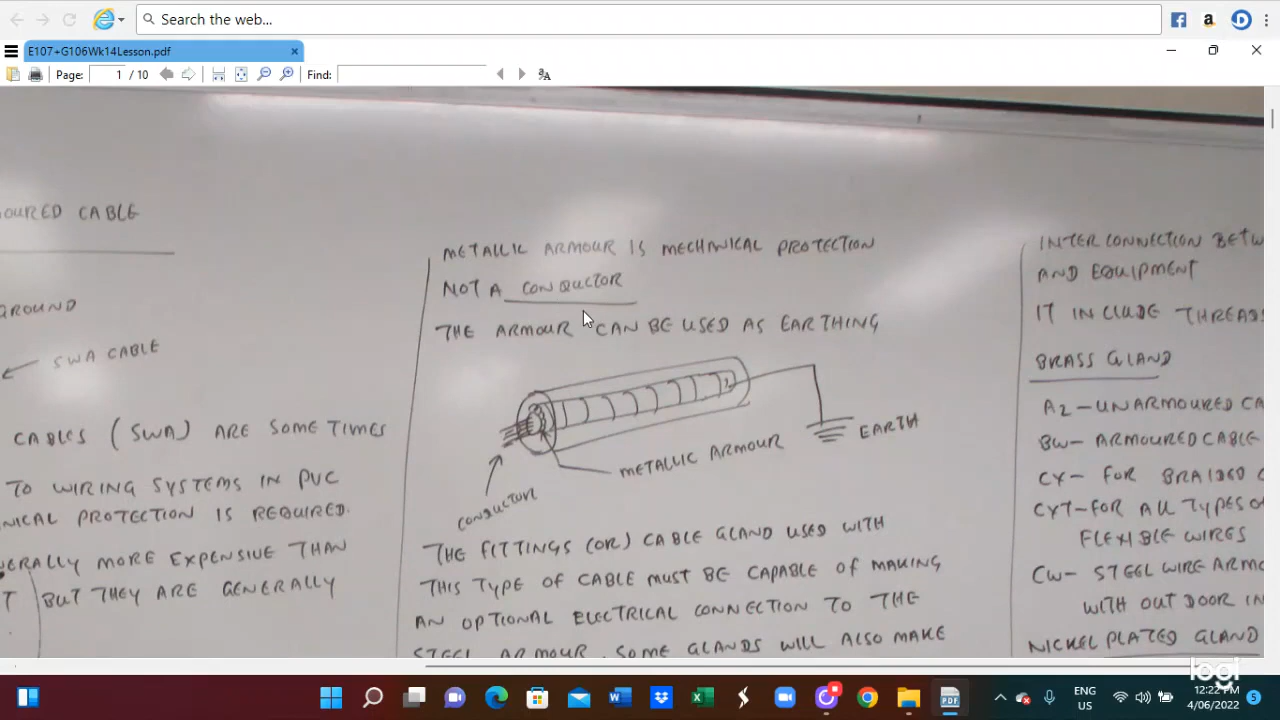 Search the web...
E107+G106Wk14Lesson.pdf
Page: 1 / 10
Find:
OURED CABLE
GROUND
SWA CABLE
CABLES (SWA) ARE SOME TIMES
TO WIRING SYSTEMS IN PVC
NICAL PROTECTION IS REQUIRED.
NERALLY MORE EXPENSIVE THAN
T BUT THEY ARE GENERALLY
METALLIC ARMOUR IS MECHANICAL PROTECTION
NOT A CONDUCTOR
THE ARMOUR CAN BE USED AS EARTHING
EARTH
METALLIC ARMOUR
CONDUCTOR
THE FITTINGS (OR) CABLE GLAND USED WITH
THIS TYPE OF CABLE MUST BE CAPABLE OF MAKING
AN OPTIONAL ELECTRICAL CONNECTION TO THE
STEEL ARMOUR. SOME GLANDS WILL ALSO MAKE
INTER CONNECTION BETW
AND EQUIPMENT
IT INCLUDE THREADS
BRASS GLAND
A2 - UNARMOURED CA
BW - ARMOURED CABLE
CX - FOR BRAIDED C
CXT - FOR ALL TYPES O
FLEXIBLE WIRES
CW - STEEL WIRE ARMO
WITH OUT DOOR IN
NICKEL PLATED GLAND
logi
ENG
US
12:22 PM
4/06/2022
5